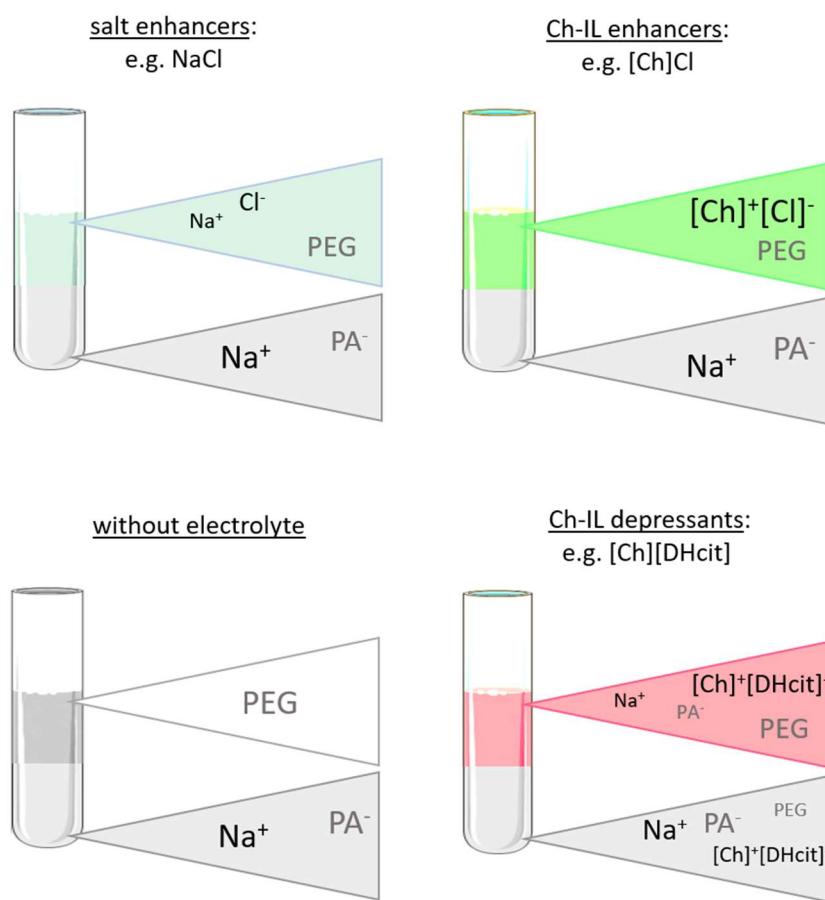 salt enhancers:
e.g. NaCl
Cl⁻
Na⁺
PEG
PA⁻
Na⁺
Ch-IL enhancers:
e.g. [Ch]Cl
[Ch]⁺[Cl]⁻
PEG
PA⁻
Na⁺
without electrolyte
PEG
PA⁻
Na⁺
Ch-IL depressants:
e.g. [Ch][DHcit]
[Ch]⁺[DHcit]⁻
Na⁺
PA⁻
PEG
PEG
Na⁺ PA⁻
[Ch]⁺[DHcit]